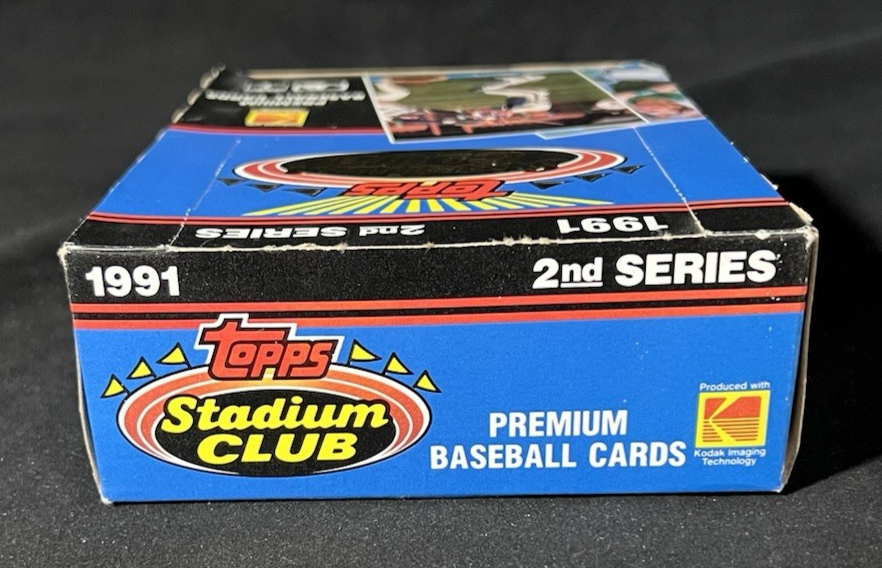 1991
2nd SERIES
TOPPS
2nd SERIES
1991
TOPPS
Stadium
CLUB
PREMIUM
BASEBALL CARDS
Produced with
Kodak Imaging
Technology